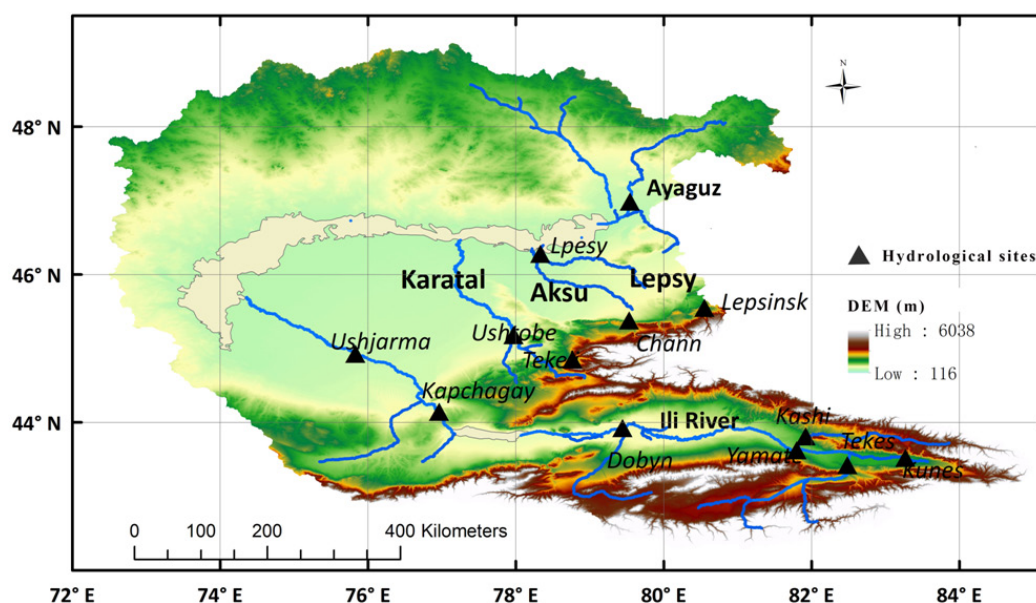 N
48° N
46° N
44° N
Ayaguz
Lpesy
Karatal
Aksu
Lepsy
Lepsinsk
Ushjarma
Ushtobe
Chann
Tekes
Kapchagay
Ili River
Kashi
Dobyn
Yamate
Tekes
Kunes
Hydrological sites
DEM (m)
High : 6038
Low : 116
0 100 200 400 Kilometers
72° E 74° E 76° E 78° E 80° E 82° E 84° E